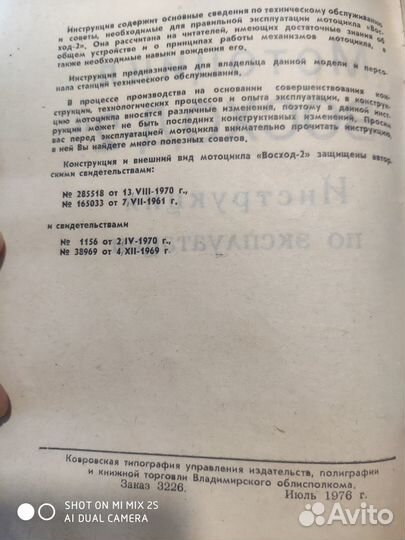 Инструкция содержит основные сведения по техническому обслуживанию
и советы, необходимые для правильной эксплуатации мотоцикла «Вос-
ход-2». Она рассчитана на читателей, имеющих достаточные знания об
общем устройстве и о принципах работы механизмов мотоцикла, а
также необходимые навыки вождения его.
Инструкция предназначена для владельца данной модели и персо-
нала станций технического обслуживания.
В процессе производства на основании совершенствования кон-
струкции, технологических процессов и опыта эксплуатации, в конструк-
цию мотоцикла вносятся различные изменения, поэтому в данной инст-
рукции может не быть последних конструктивных изменений. Просим
вас перед эксплуатацией мотоцикла внимательно прочитать инструкцию,
в ней Вы найдете много полезных советов.
Конструкция и внешний вид мотоцикла «Восход-2» защищены автор-
скими свидетельствами:
№ 285518 от 13,VIII-1970 г.,
№ 165033 от 7,VII-1961 г.
и свидетельствами
№ 1156 от 2,IV-1970 г.,
№ 38969 от 4,XII-1969 г.
Инструкция
по эксплуата
Ковровская типография управления издательств, полиграфии
и книжной торговли Владимирского облисполкома.
Заказ 3226. Июль 1976 г.
SHOT ON MI MIX 2S
AI DUAL CAMERA
Avito